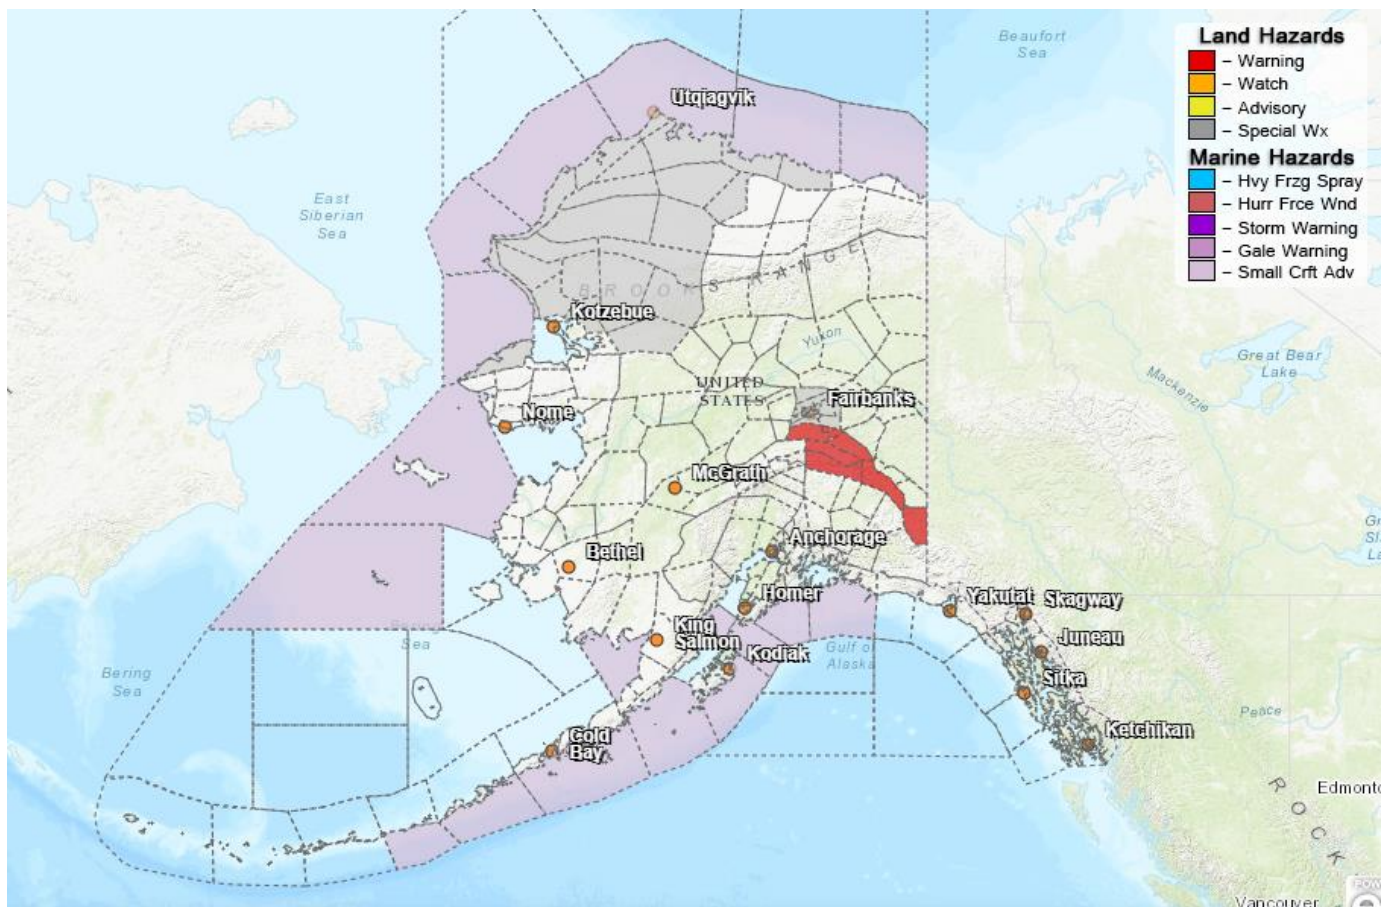 Beaufort
Sea
Land Hazards
– Warning
– Watch
– Advisory
– Special Wx
Marine Hazards
– Hvy Frzg Spray
– Hurr Frce Wnd
– Storm Warning
– Gale Warning
– Small Crft Adv
Utqiagvik
East
Siberian
Sea
BROOKS RANGE
Kotzebue
Yukon
Great Bear
Lake
Mackenzie
UNITED
STATES
Fairbanks
Nome
McGrath
Anchorage
Bethel
Homer
Yakutat
Skagway
King
Salmon
Juneau
Sea
Kodiak
Gulf of
Alaska
Sitka
Bering
Sea
Peace
Ketchikan
Cold
Bay
ROCK
Edmonto
Vancouver